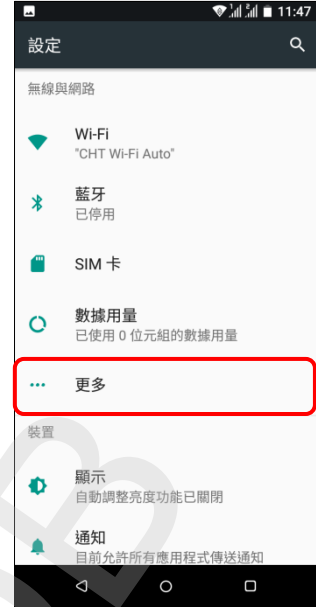 11:47
設定
無線與網路
Wi-Fi
"CHT Wi-Fi Auto"
藍牙
已停用
SIM 卡
數據用量
已使用 0 位元組的數據用量
更多
裝置
顯示
自動調整亮度功能已關閉
通知
目前允許所有應用程式傳送通知